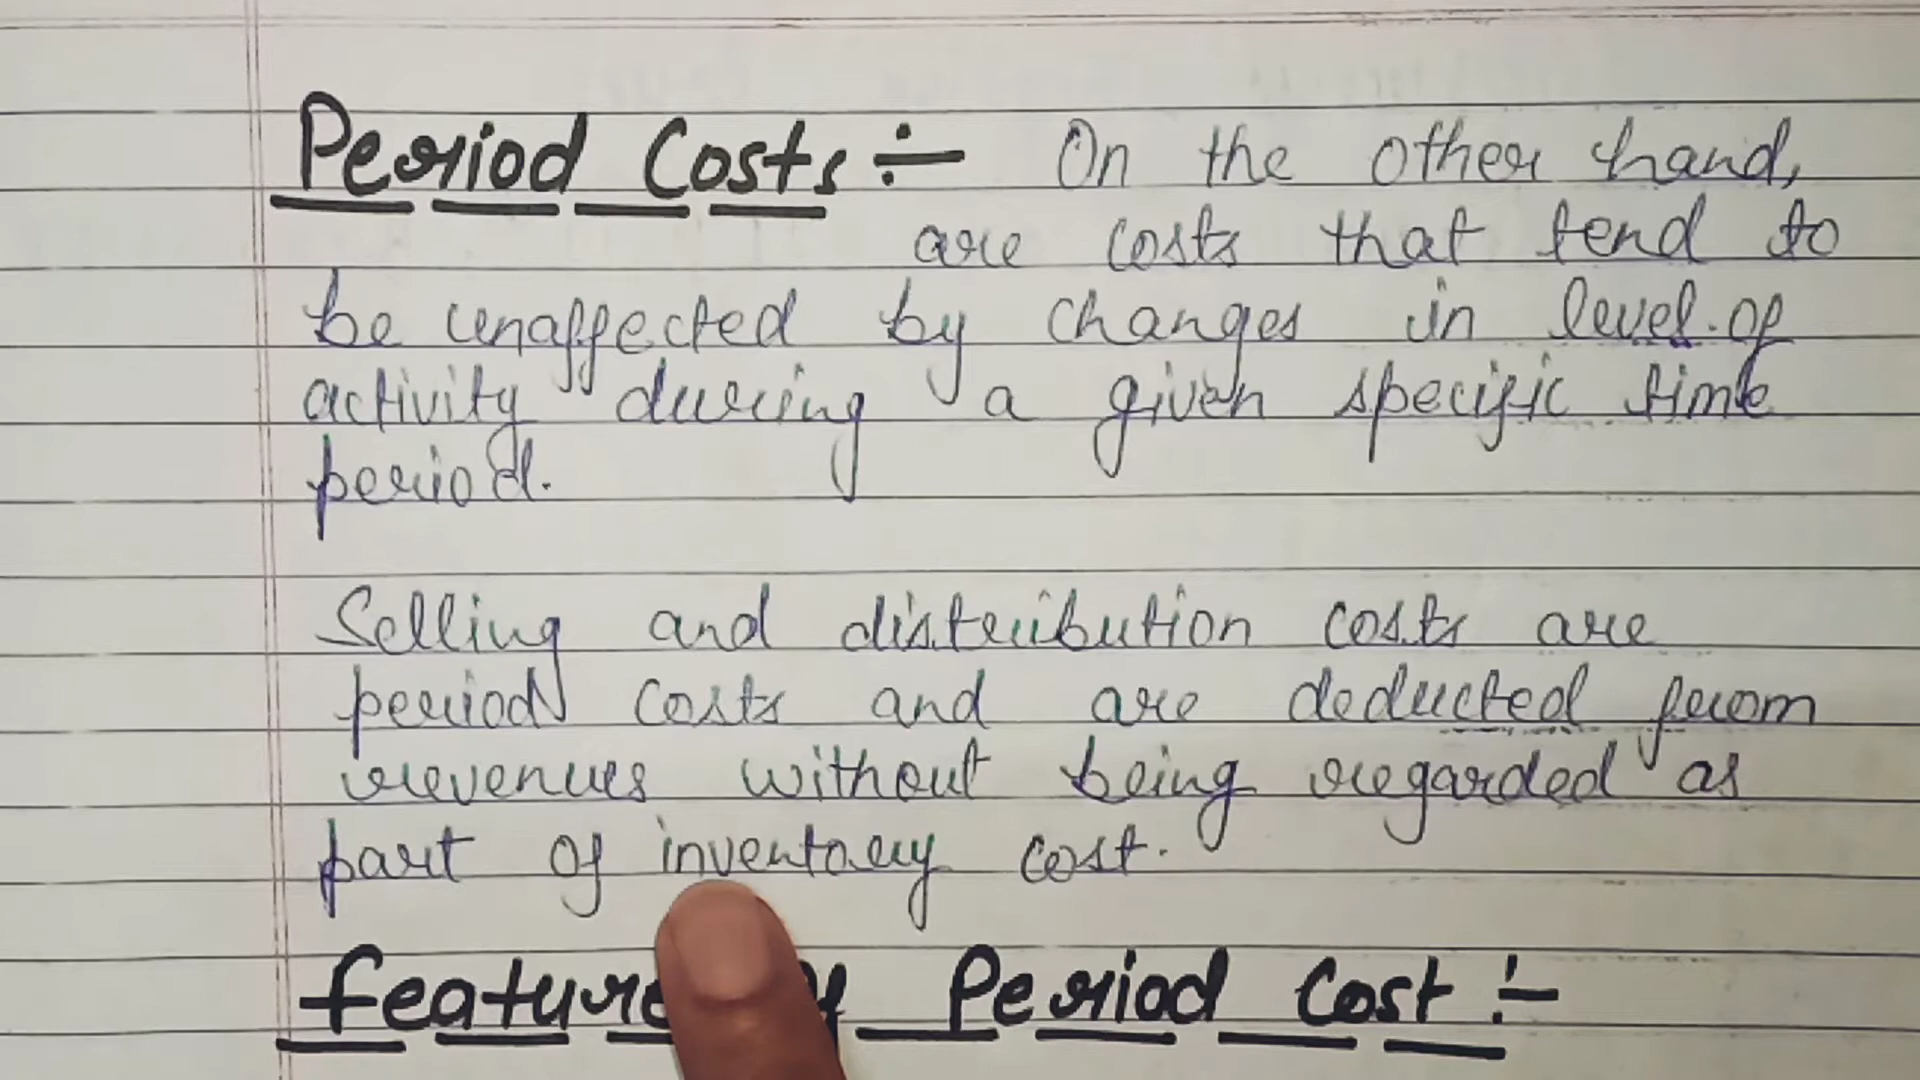 Period Costs :- On the other hand,
are costs that tend to
be unaffected by changes in level of
activity during a given specific time
period.
Selling and distribution costs are
period costs and are deducted from
revenues without being regarded as
part of inventory cost.
Feature of Period Cost :-